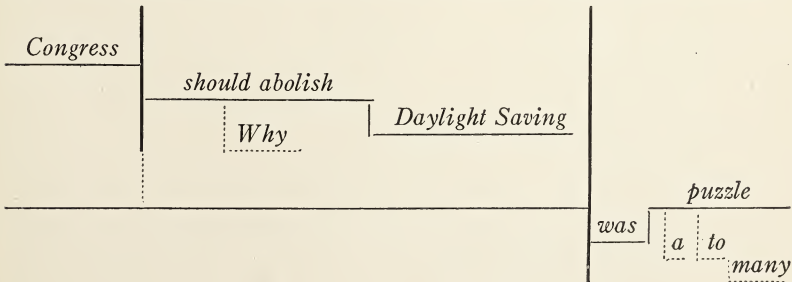 Congress
should abolish
Why
Daylight Saving
puzzle
was
a to
many